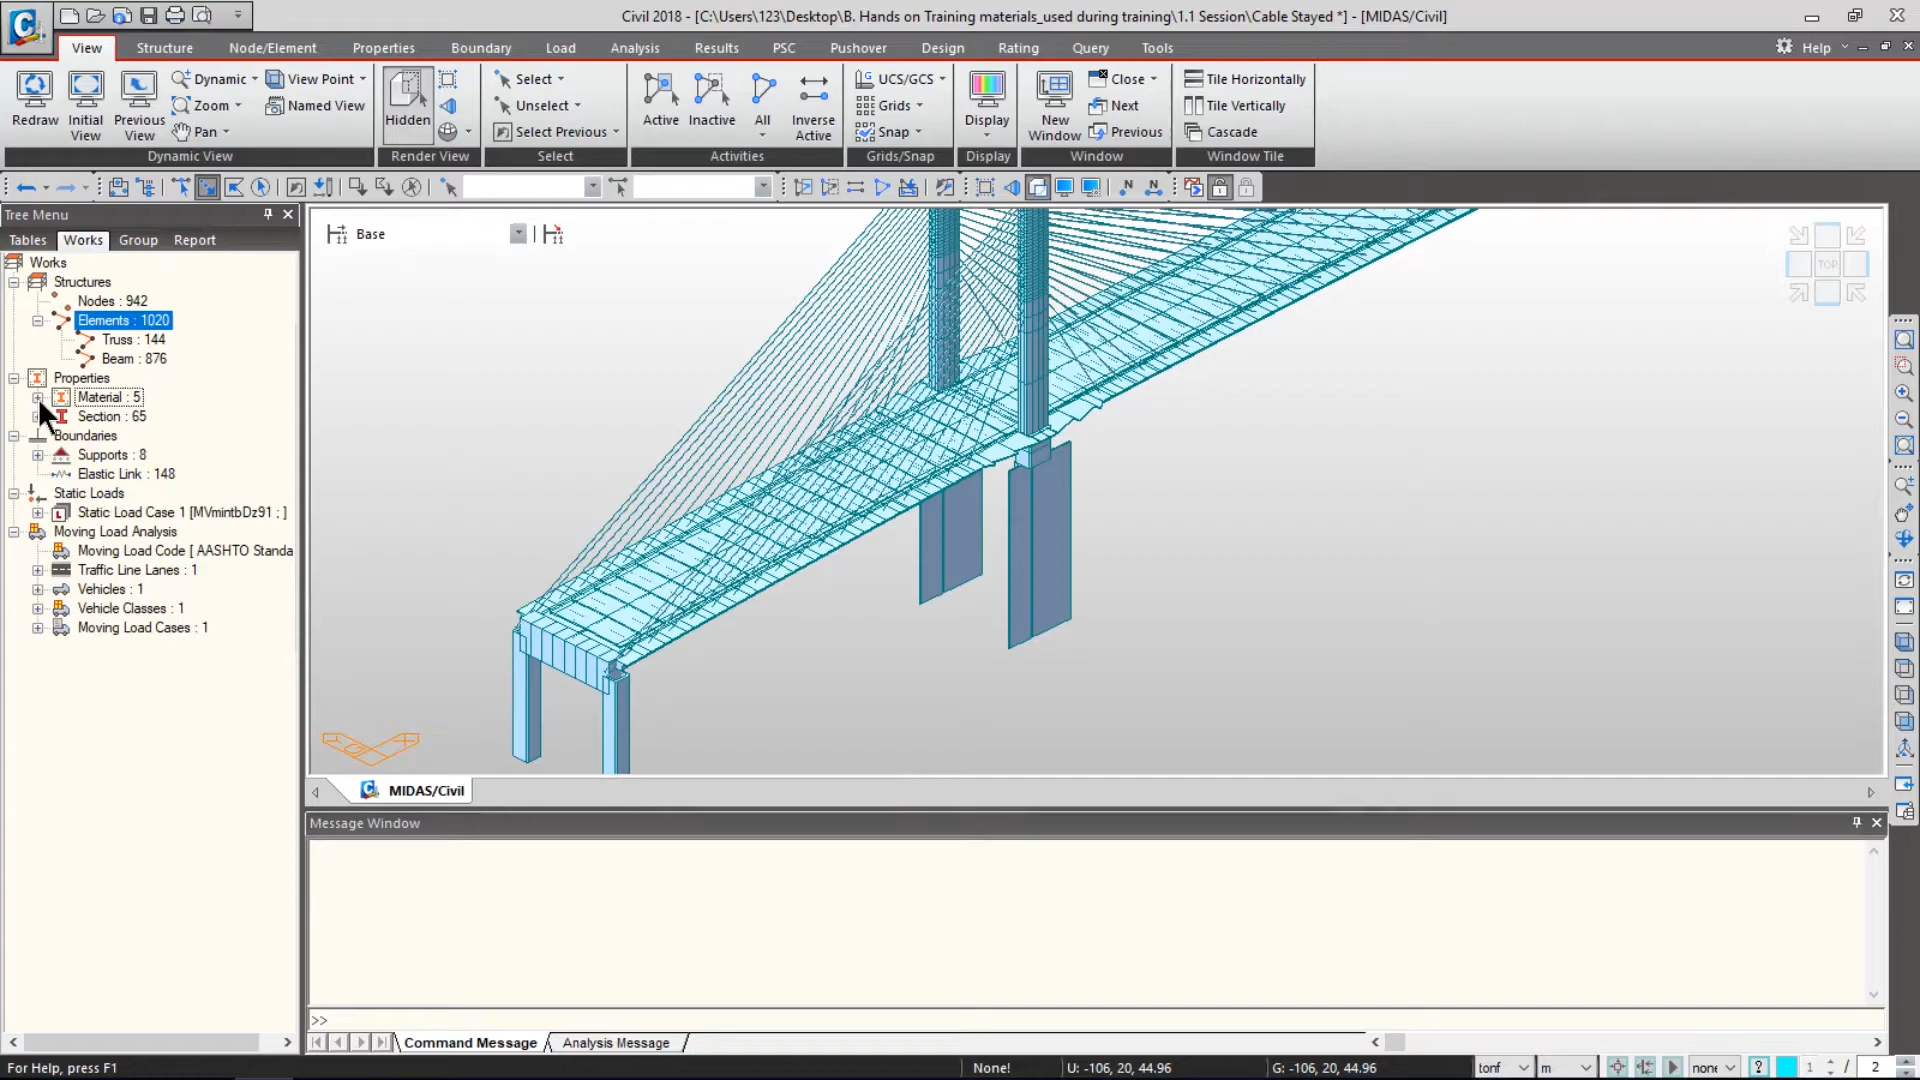 Civil 2018 - [C:\Users\123\Desktop\B. Hands on Training materials_used during training\1.1 Session\Cable Stayed *] - [MIDAS/Civil]
View Structure Node/Element Properties Boundary Load Analysis Results PSC Pushover Design Rating Query Tools Help
Redraw
Initial View
Previous View
Dynamic
Zoom
Pan
View Point
Named View
Dynamic View
Hidden
Render View
Select
Unselect
Select Previous
Select
Active
Inactive
All
Inverse Active
Activities
UCS/GCS
Grids
Snap
Grids/Snap
Display
Display
New Window
Close
Next
Previous
Window
Tile Horizontally
Tile Vertically
Cascade
Window Tile
Tree Menu
Tables Works Group Report
Works
Structures
Nodes : 942
Elements : 1020
Truss : 144
Beam : 876
Properties
Material : 5
Section : 65
Boundaries
Supports : 8
Elastic Link : 148
Static Loads
Static Load Case 1 [MVmintbDz91 ; ]
Moving Load Analysis
Moving Load Code [ AASHTO Standa
Traffic Line Lanes : 1
Vehicles : 1
Vehicle Classes : 1
Moving Load Cases : 1
Base
TOP
MIDAS/Civil
Message Window
>>
Command Message Analysis Message
For Help, press F1
None!
U: -106, 20, 44.96
G: -106, 20, 44.96
tonf
m
none
1 / 2